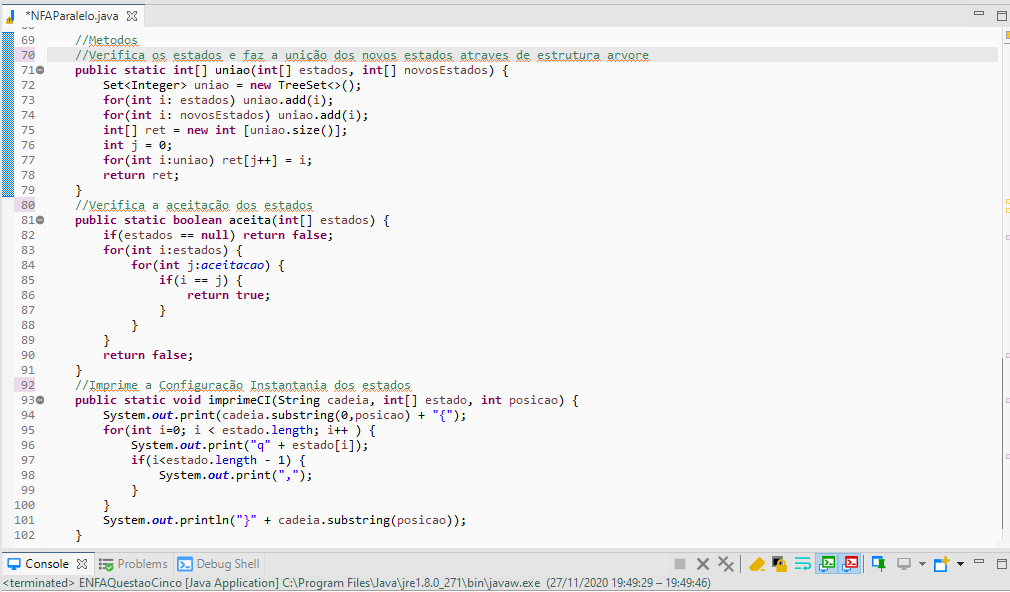 *NFAParalelo.java
69 //Metodos
70 //Verifica os estados e faz a unição dos novos estados atraves de estrutura arvore
71 public static int[] uniao(int[] estados, int[] novosEstados) {
72 Set<Integer> uniao = new TreeSet<>();
73 for(int i: estados) uniao.add(i);
74 for(int i: novosEstados) uniao.add(i);
75 int[] ret = new int [uniao.size()];
76 int j = 0;
77 for(int i:uniao) ret[j++] = i;
78 return ret;
79 }
80 //Verifica a aceitação dos estados
81 public static boolean aceita(int[] estados) {
82 if(estados == null) return false;
83 for(int i:estados) {
84 for(int j:aceitacao) {
85 if(i == j) {
86 return true;
87 }
88 }
89 }
90 return false;
91 }
92 //Imprime a Configuração Instantania dos estados
93 public static void imprimeCI(String cadeia, int[] estado, int posicao) {
94 System.out.print(cadeia.substring(0,posicao) + "{");
95 for(int i=0; i < estado.length; i++ ) {
96 System.out.print("q" + estado[i]);
97 if(i<estado.length - 1) {
98 System.out.print(",");
99 }
100 }
101 System.out.println("}" + cadeia.substring(posicao));
102 }
Console Problems Debug Shell
<terminated> ENFAQuestaoCinco [Java Application] C:\Program Files\Java\jre1.8.0_271\bin\javaw.exe (27/11/2020 19:49:29 – 19:49:46)